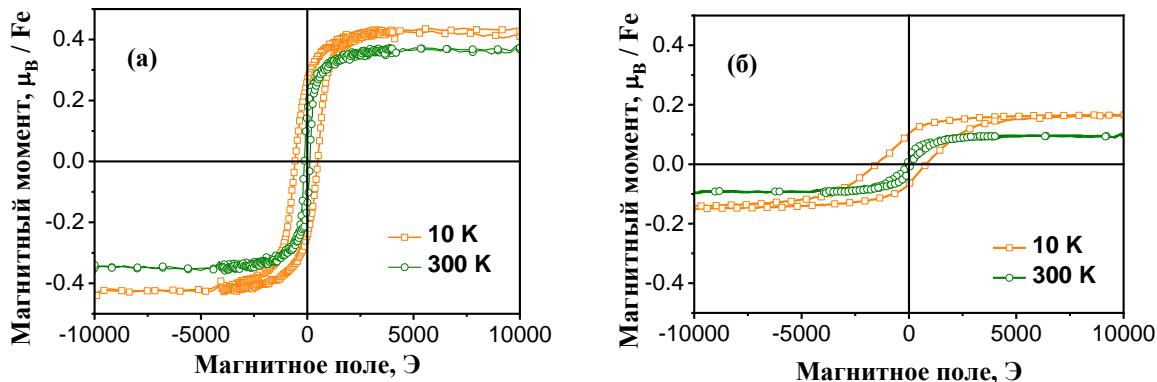 Магнитный момент, μB / Fe
(а)
0.4
0.2
0.0
-0.2
-0.4
10 K
300 K
-10000 -5000 0 5000 10000
Магнитное поле, Э
Магнитный момент, μB / Fe
(б)
0.4
0.2
0.0
-0.2
-0.4
10 K
300 K
-10000 -5000 0 5000 10000
Магнитное поле, Э